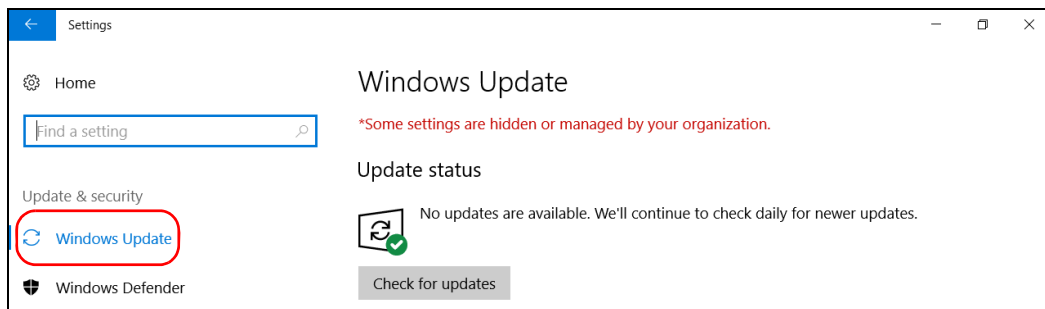 Settings
Home
Find a setting
Update & security
Windows Update
Windows Defender
Windows Update
*Some settings are hidden or managed by your organization.
Update status
No updates are available. We'll continue to check daily for newer updates.
Check for updates